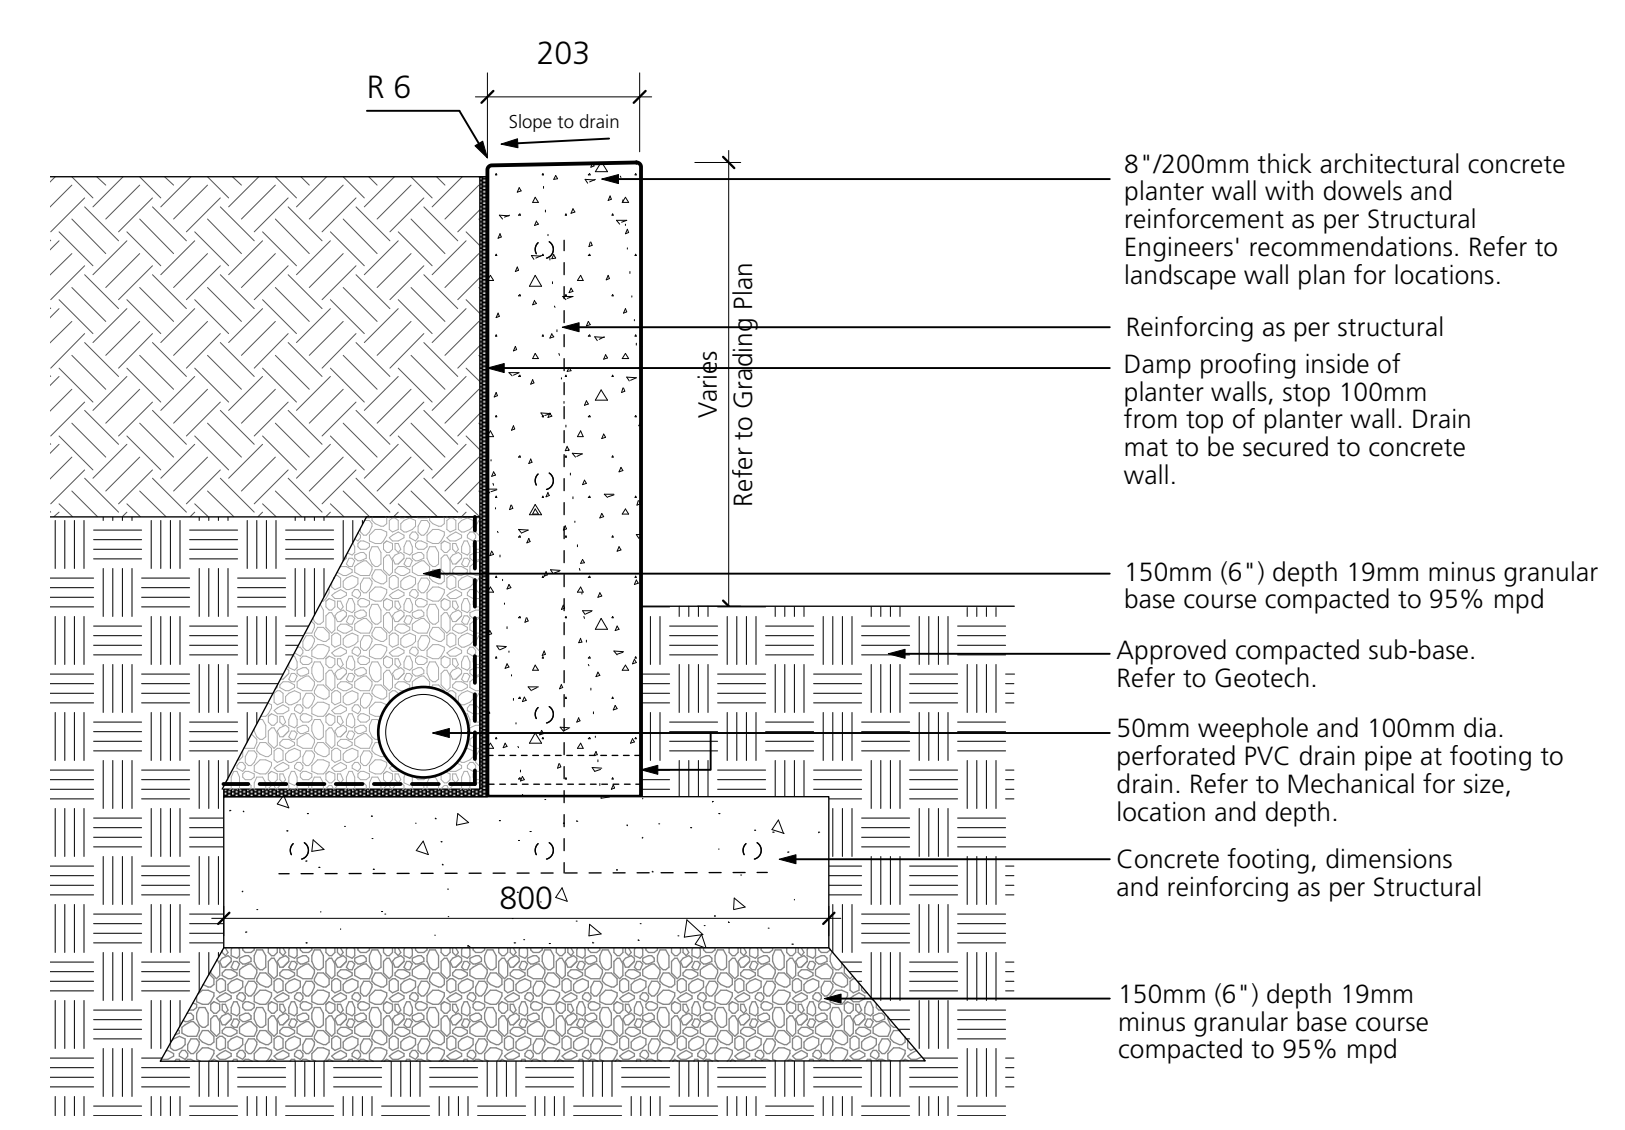 203
R 6
Slope to drain
8"/200mm thick architectural concrete
planter wall with dowels and
reinforcement as per Structural
Engineers' recommendations. Refer to
landscape wall plan for locations.
Varies
Refer to Grading Plan
Reinforcing as per structural
Damp proofing inside of
planter walls, stop 100mm
from top of planter wall. Drain
mat to be secured to concrete
wall.
150mm (6") depth 19mm minus granular
base course compacted to 95% mpd
Approved compacted sub-base.
Refer to Geotech.
50mm weephole and 100mm dia.
perforated PVC drain pipe at footing to
drain. Refer to Mechanical for size,
location and depth.
Concrete footing, dimensions
and reinforcing as per Structural
800
150mm (6") depth 19mm
minus granular base course
compacted to 95% mpd